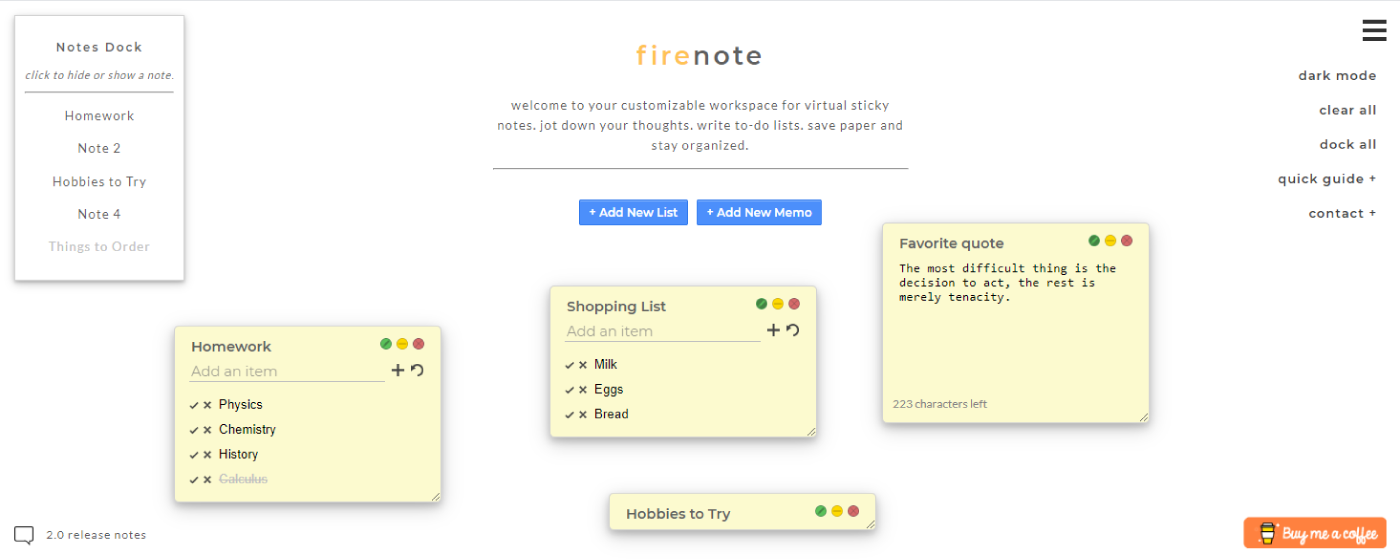 Notes Dock
click to hide or show a note.
Homework
Note 2
Hobbies to Try
Note 4
Things to Order
firenote
welcome to your customizable workspace for virtual sticky
notes. jot down your thoughts. write to-do lists. save paper and
stay organized.
+ Add New List
+ Add New Memo
dark mode
clear all
dock all
quick guide +
contact +
Homework
Add an item
Physics
Chemistry
History
Calculus
Shopping List
Add an item
Milk
Eggs
Bread
Favorite quote
The most difficult thing is the
decision to act, the rest is
merely tenacity.
223 characters left
Hobbies to Try
2.0 release notes
Buy me a coffee